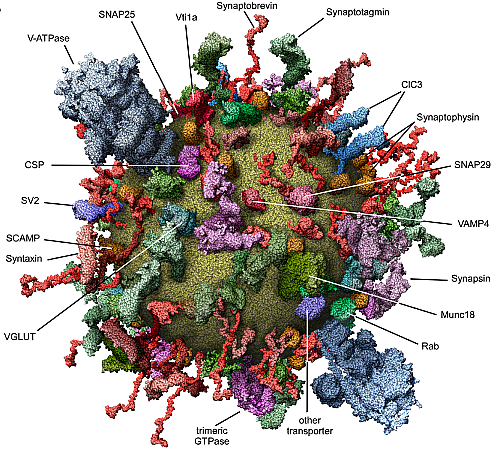 Synaptobrevin
SNAP25
Vti1a
Synaptotagmin
V-ATPase
ClC3
Synaptophysin
CSP
SNAP29
SV2
VAMP4
SCAMP
Syntaxin
Synapsin
Munc18
VGLUT
Rab
trimeric
GTPase
other
transporter